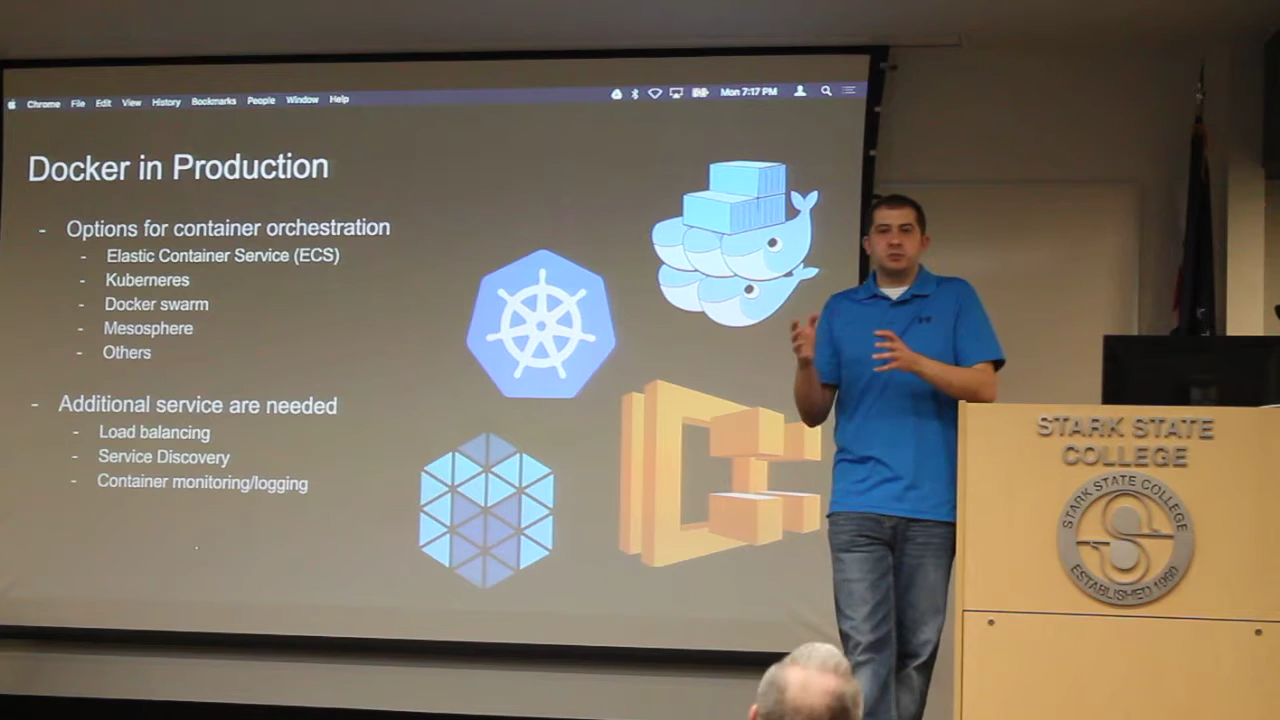 Chrome File Edit View History Bookmarks People Window Help Mon 7:17 PM
Docker in Production
- Options for container orchestration
- Elastic Container Service (ECS)
- Kuberneres
- Docker swarm
- Mesosphere
- Others
- Additional service are needed
- Load balancing
- Service Discovery
- Container monitoring/logging
STARK STATE
COLLEGE
STARK STATE COLLEGE
ESTABLISHED 1960